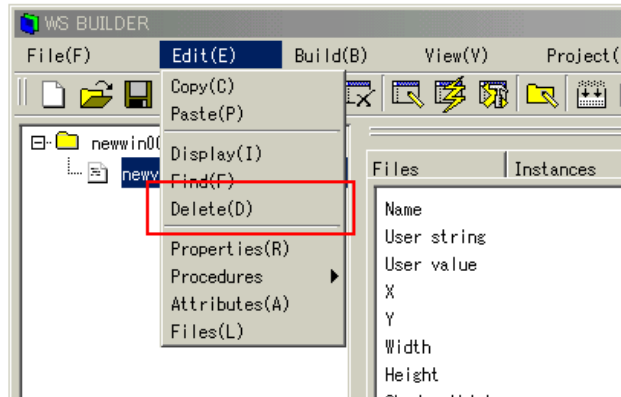 WS BUILDER
File(F) Edit(E) Build(B) View(V) Project(
Copy(C)
Paste(P)
Display(I)
Find(F)
Delete(D)
Properties(R)
Procedures
Attributes(A)
Files(L)
newwin00
Files Instances
Name
User string
User value
X
Y
Width
Height